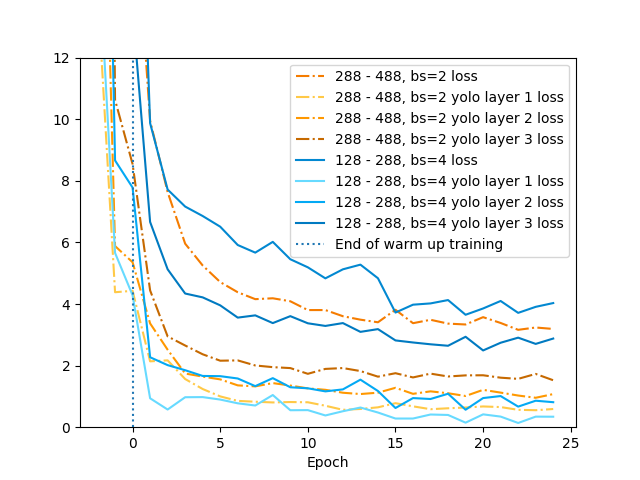 12
10
8
6
4
2
0
0
5
10
15
20
25
Epoch
288 - 488, bs=2 loss
288 - 488, bs=2 yolo layer 1 loss
288 - 488, bs=2 yolo layer 2 loss
288 - 488, bs=2 yolo layer 3 loss
128 - 288, bs=4 loss
128 - 288, bs=4 yolo layer 1 loss
128 - 288, bs=4 yolo layer 2 loss
128 - 288, bs=4 yolo layer 3 loss
End of warm up training